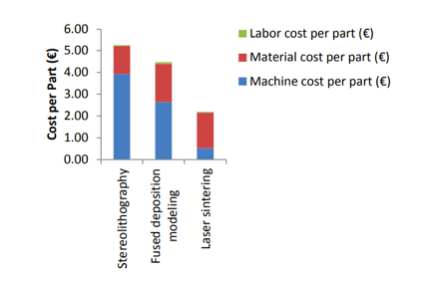 Cost per Part (€)
6.00
5.00
4.00
3.00
2.00
1.00
0.00
Stereolithography
Fused deposition
modeling
Laser sintering
Labor cost per part (€)
Material cost per part (€)
Machine cost per part (€)